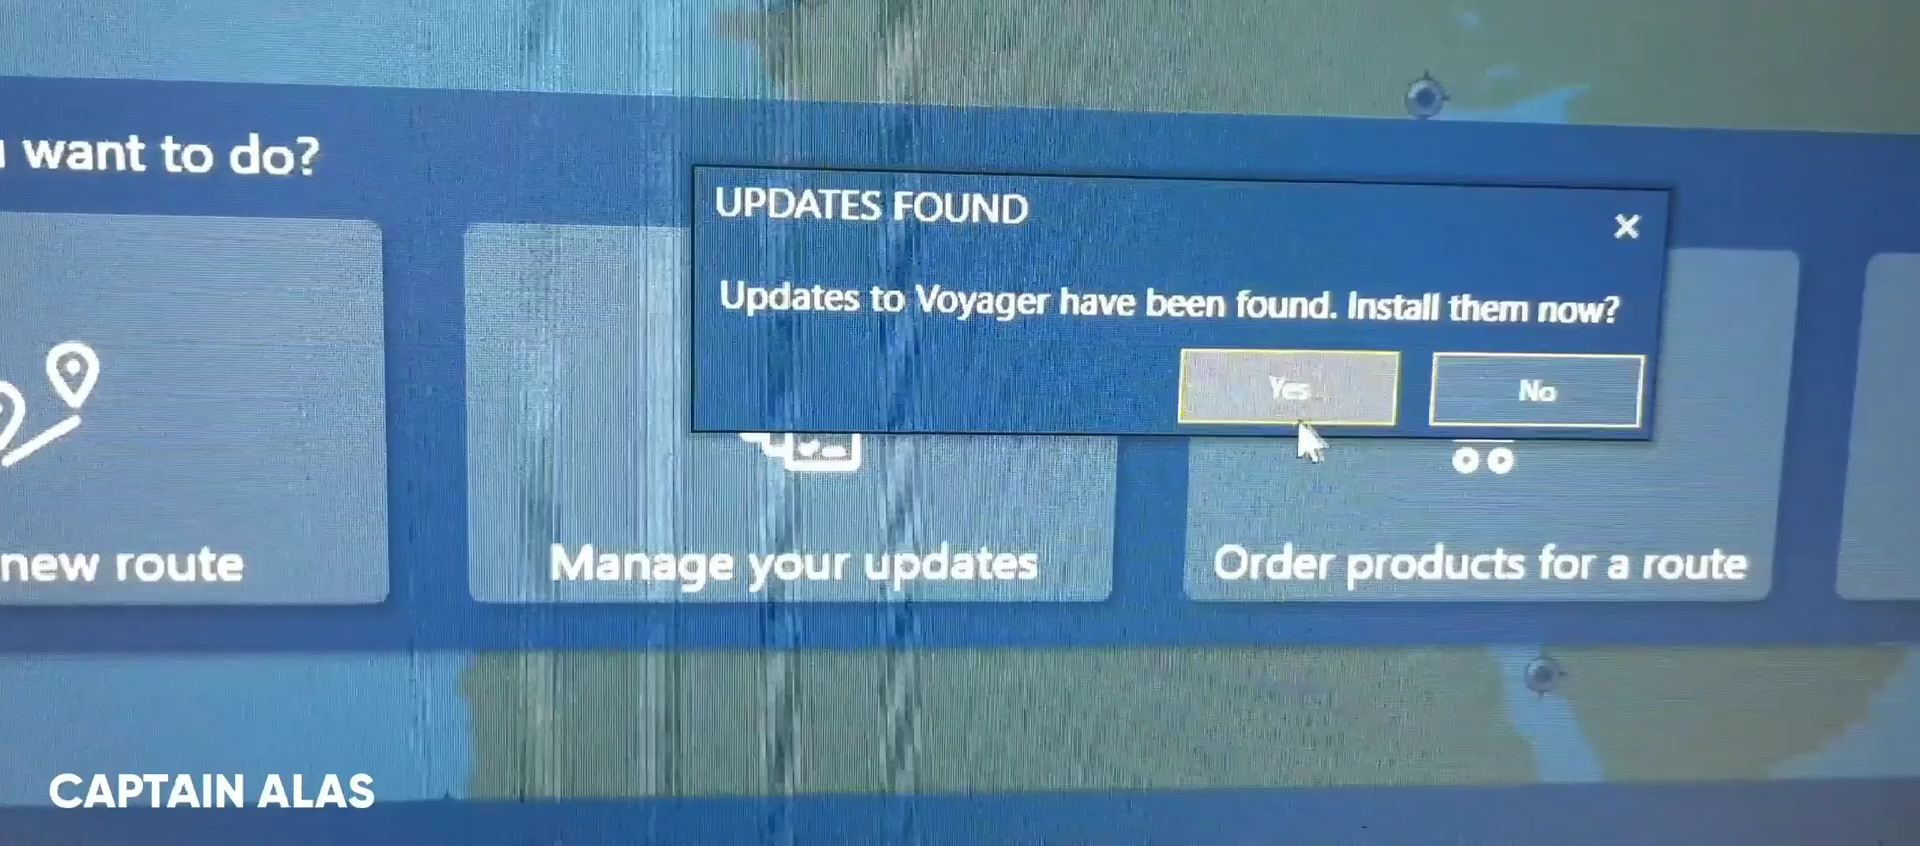 want to do?
UPDATES FOUND
Updates to Voyager have been found. Install them now?
Yes
No
new route
Manage your updates
Order products for a route
CAPTAIN ALAS